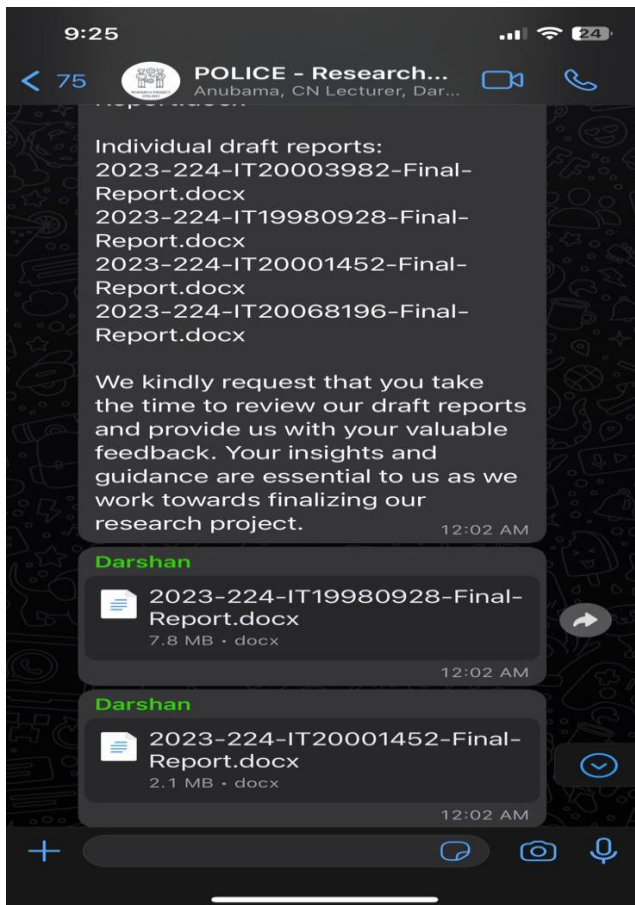 9:25
24
75
POLICE - Research...
Anubama, CN Lecturer, Dar...
Report.docx
Individual draft reports:
2023-224-IT20003982-Final-
Report.docx
2023-224-IT19980928-Final-
Report.docx
2023-224-IT20001452-Final-
Report.docx
2023-224-IT20068196-Final-
Report.docx
We kindly request that you take
the time to review our draft reports
and provide us with your valuable
feedback. Your insights and
guidance are essential to us as we
work towards finalizing our
research project.
12:02 AM
Darshan
2023-224-IT19980928-Final-
Report.docx
7.8 MB • docx
12:02 AM
Darshan
2023-224-IT20001452-Final-
Report.docx
2.1 MB • docx
12:02 AM